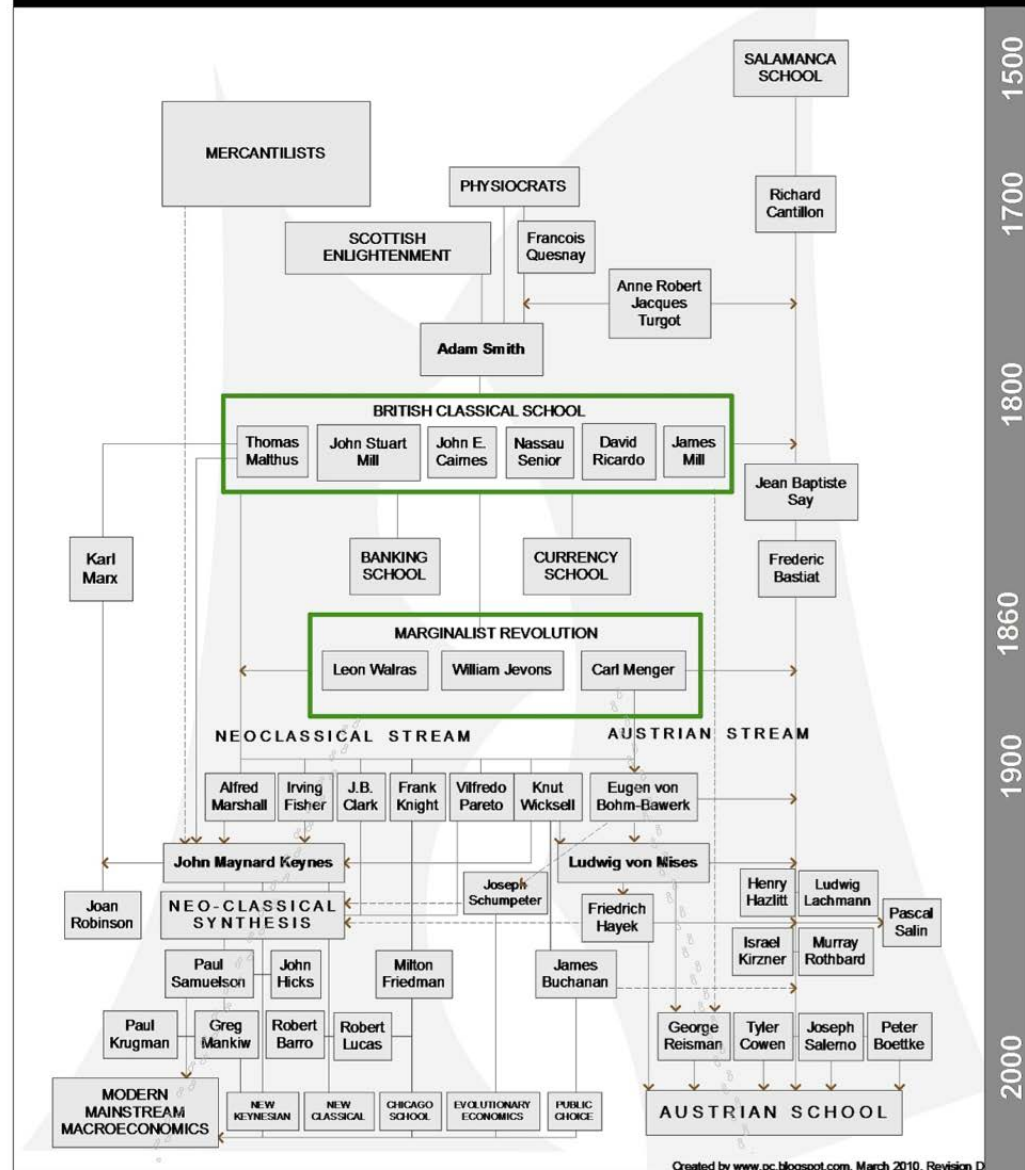 SALAMANCA
SCHOOL
1500
MERCANTILISTS
PHYSIOCRATS
Richard
Cantillon
1700
SCOTTISH
ENLIGHTENMENT
Francois
Quesnay
Anne Robert
Jacques
Turgot
Adam Smith
1800
BRITISH CLASSICAL SCHOOL
Thomas
Malthus
John Stuart
Mill
John E.
Cairnes
Nassau
Senior
David
Ricardo
James
Mill
Jean Baptiste
Say
Karl
Marx
BANKING
SCHOOL
CURRENCY
SCHOOL
Frederic
Bastiat
1860
MARGINALIST REVOLUTION
Leon Walras
William Jevons
Carl Menger
NEOCLASSICAL STREAM
AUSTRIAN STREAM
1900
Alfred
Marshall
Irving
Fisher
J.B.
Clark
Frank
Knight
Vilfredo
Pareto
Knut
Wicksell
Eugen von
Bohm-Bawerk
John Maynard Keynes
Ludwig von Mises
Joan
Robinson
NEO-CLASSICAL
SYNTHESIS
Joseph
Schumpeter
Friedrich
Hayek
Henry
Hazlitt
Ludwig
Lachmann
Pascal
Salin
Israel
Kirzner
Murray
Rothbard
Paul
Samuelson
John
Hicks
Milton
Friedman
James
Buchanan
Paul
Krugman
Greg
Mankiw
Robert
Barro
Robert
Lucas
George
Reisman
Tyler
Cowen
Joseph
Salerno
Peter
Boettke
2000
MODERN
MAINSTREAM
MACROECONOMICS
NEW
KEYNESIAN
NEW
CLASSICAL
CHICAGO
SCHOOL
EVOLUTIONARY
ECONOMICS
PUBLIC
CHOICE
AUSTRIAN SCHOOL
Created by www.pc.blogspot.com, March 2010, Revision D